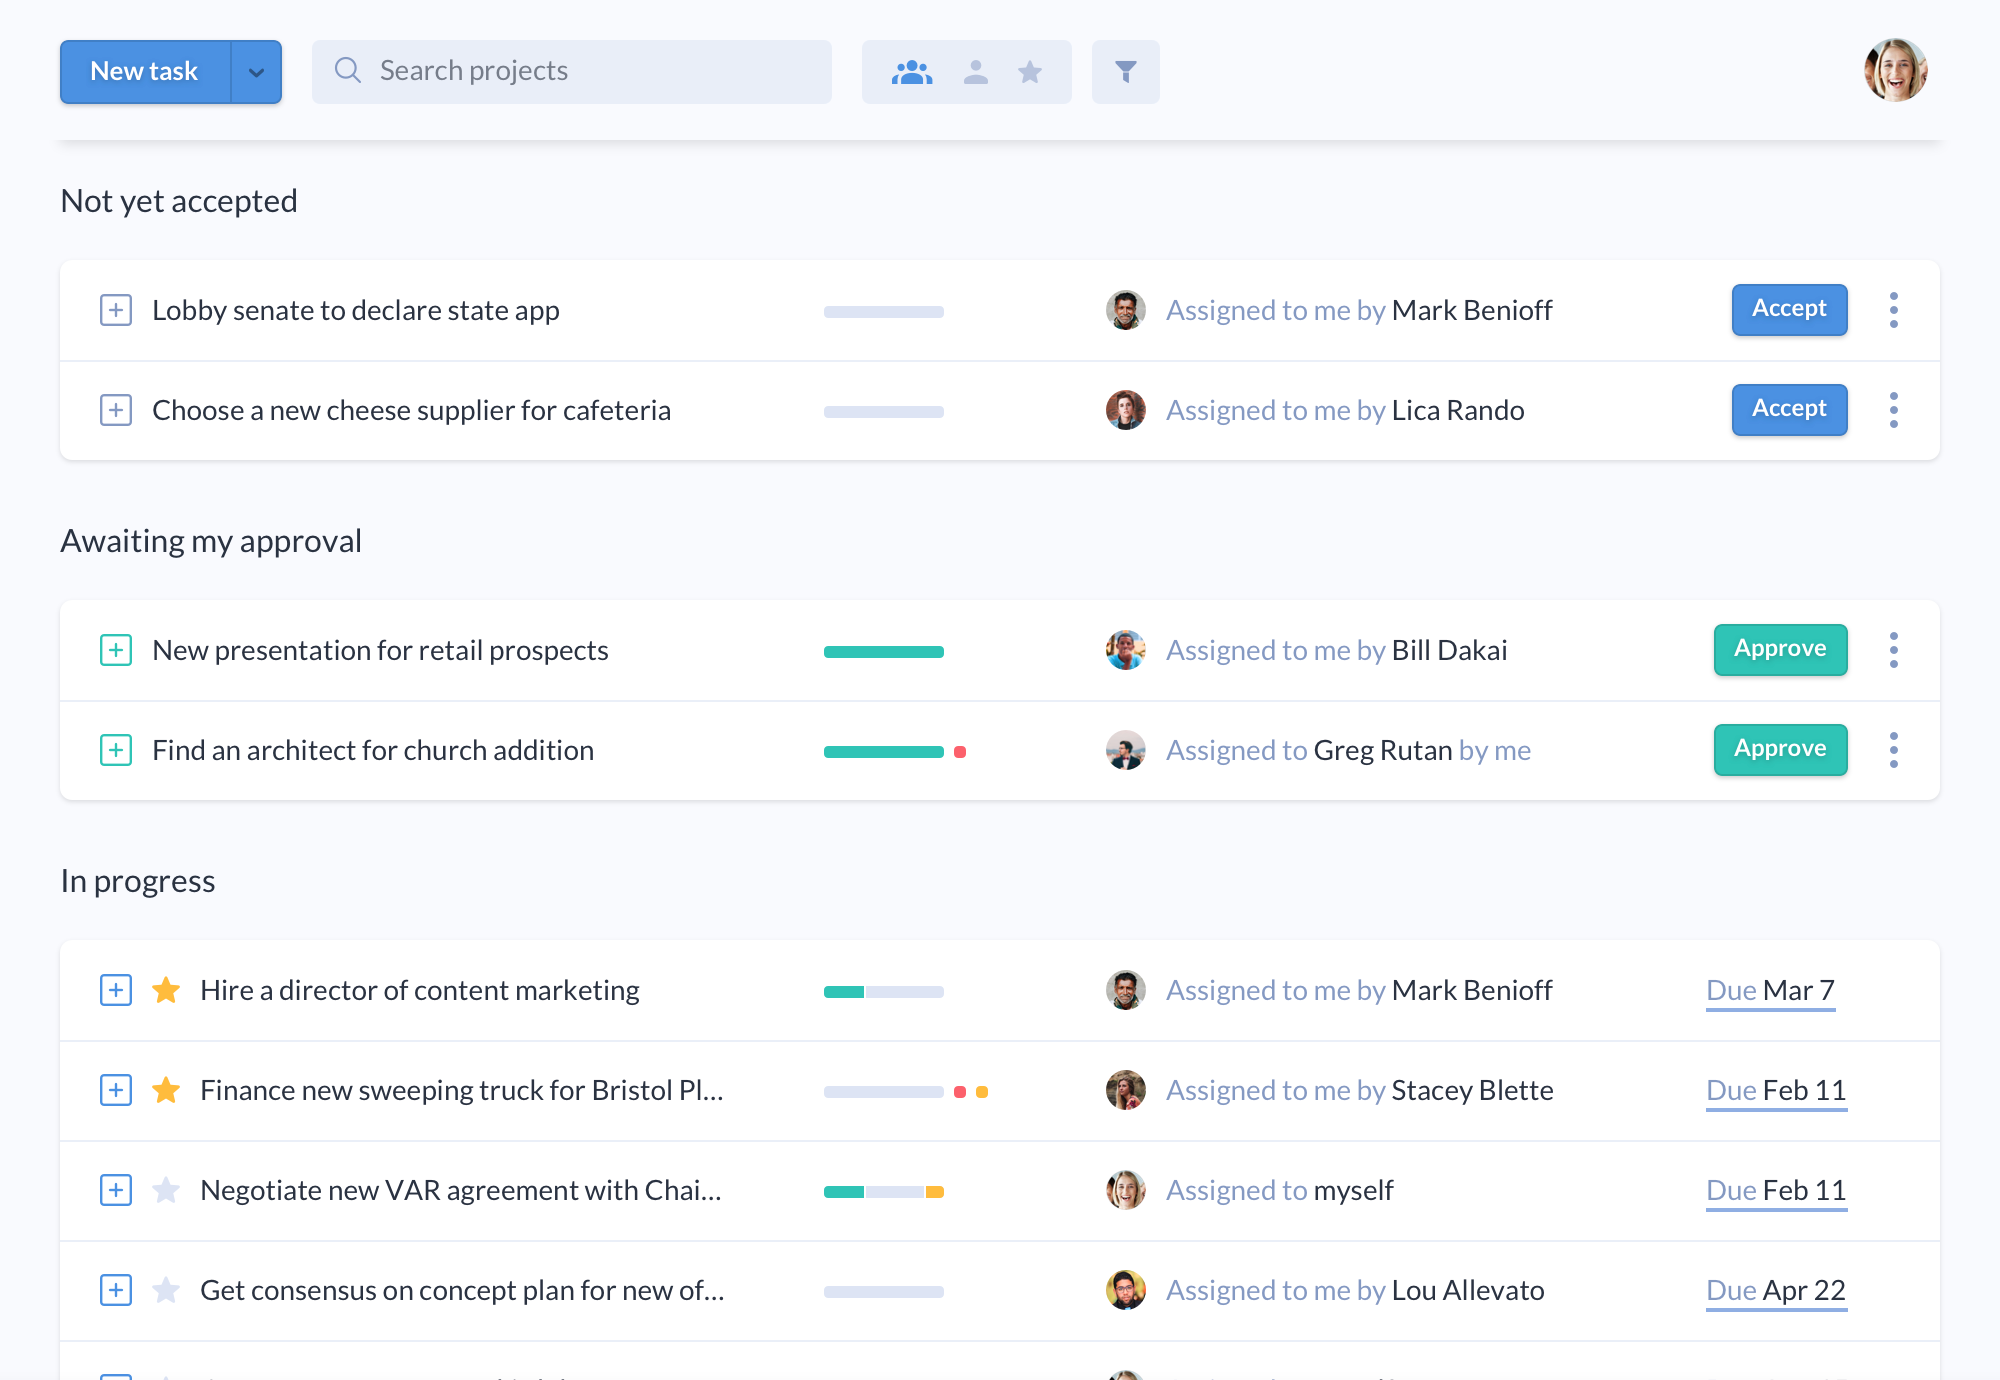 New task
Search projects
Not yet accepted
Lobby senate to declare state app
Assigned to me by Mark Benioff
Accept
Choose a new cheese supplier for cafeteria
Assigned to me by Lica Rando
Accept
Awaiting my approval
New presentation for retail prospects
Assigned to me by Bill Dakai
Approve
Find an architect for church addition
Assigned to Greg Rutan by me
Approve
In progress
Hire a director of content marketing
Assigned to me by Mark Benioff
Due Mar 7
Finance new sweeping truck for Bristol Pl...
Assigned to me by Stacey Blette
Due Feb 11
Negotiate new VAR agreement with Chai...
Assigned to myself
Due Feb 11
Get consensus on concept plan for new of...
Assigned to me by Lou Allevato
Due Apr 22